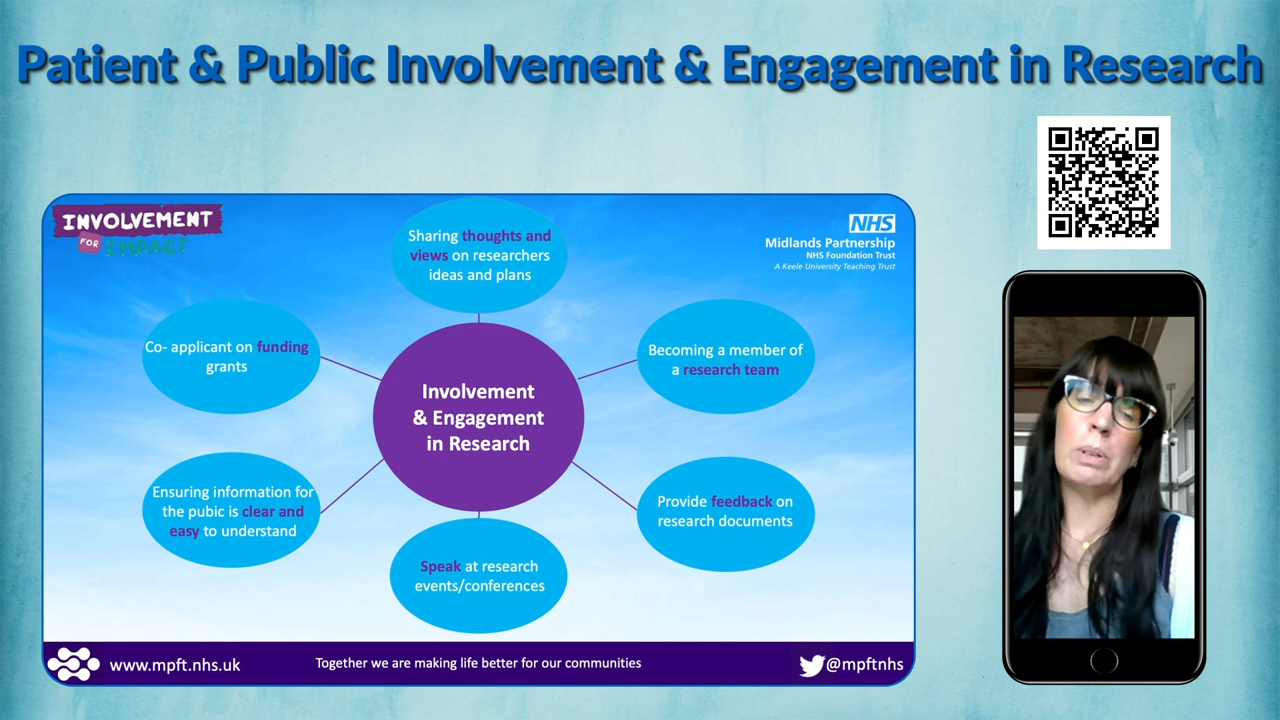 Patient & Public Involvement & Engagement in Research
INVOLVEMENT
FOR IMPACT
NHS
Midlands Partnership
NHS Foundation Trust
A Keele University Teaching Trust
Sharing thoughts and
views on researchers
ideas and plans
Co- applicant on funding
grants
Becoming a member of
a research team
Involvement
& Engagement
in Research
Ensuring information for
the pubic is clear and
easy to understand
Provide feedback on
research documents
Speak at research
events/conferences
www.mpft.nhs.uk
Together we are making life better for our communities
@mpftnhs